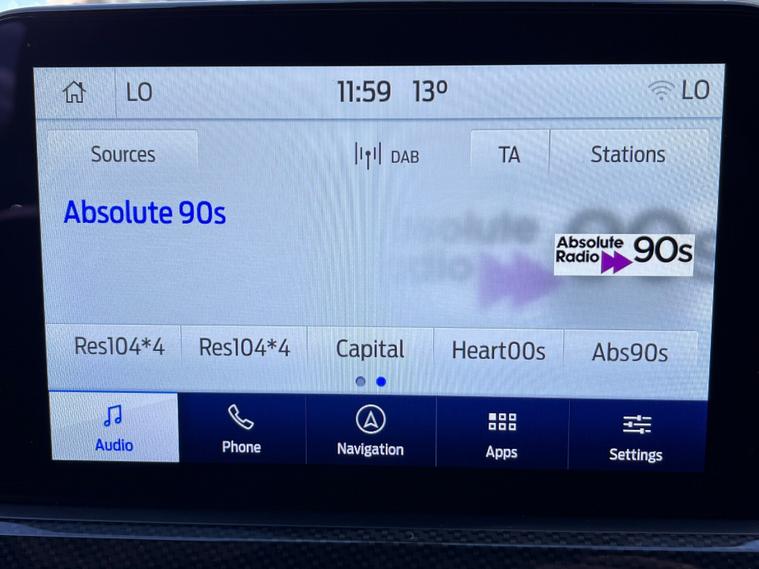 LO 11:59 13° LO
Sources DAB TA Stations
Absolute 90s
Absolute
Radio 90s
Res104*4 Res104*4 Capital Heart00s Abs90s
Audio Phone Navigation Apps Settings